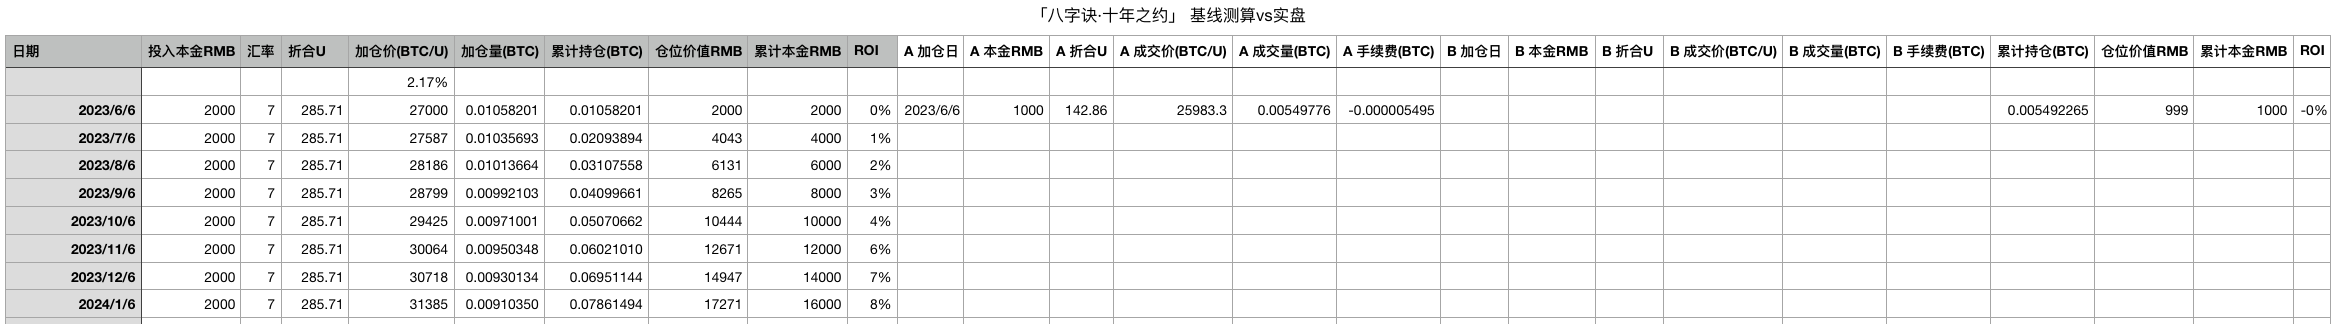 「八字诀·十年之约」 基线测算vs实盘
日期 投入本金RMB 汇率 折合U 加仓价(BTC/U) 加仓量(BTC) 累计持仓(BTC) 仓位价值RMB 累计本金RMB ROI A 加仓日 A 本金RMB A 折合U A 成交价(BTC/U) A 成交量(BTC) A 手续费(BTC) B 加仓日 B 本金RMB B 折合U B 成交价(BTC/U) B 成交量(BTC) B 手续费(BTC) 累计持仓(BTC) 仓位价值RMB 累计本金RMB ROI
2.17%
2023/6/6 2000 7 285.71 27000 0.01058201 0.01058201 2000 2000 0% 2023/6/6 1000 142.86 25983.3 0.00549776 -0.000005495 0.005492265 999 1000 -0%
2023/7/6 2000 7 285.71 27587 0.01035693 0.02093894 4043 4000 1%
2023/8/6 2000 7 285.71 28186 0.01013664 0.03107558 6131 6000 2%
2023/9/6 2000 7 285.71 28799 0.00992103 0.04099661 8265 8000 3%
2023/10/6 2000 7 285.71 29425 0.00971001 0.05070662 10444 10000 4%
2023/11/6 2000 7 285.71 30064 0.00950348 0.06021010 12671 12000 6%
2023/12/6 2000 7 285.71 30718 0.00930134 0.06951144 14947 14000 7%
2024/1/6 2000 7 285.71 31385 0.00910350 0.07861494 17271 16000 8%